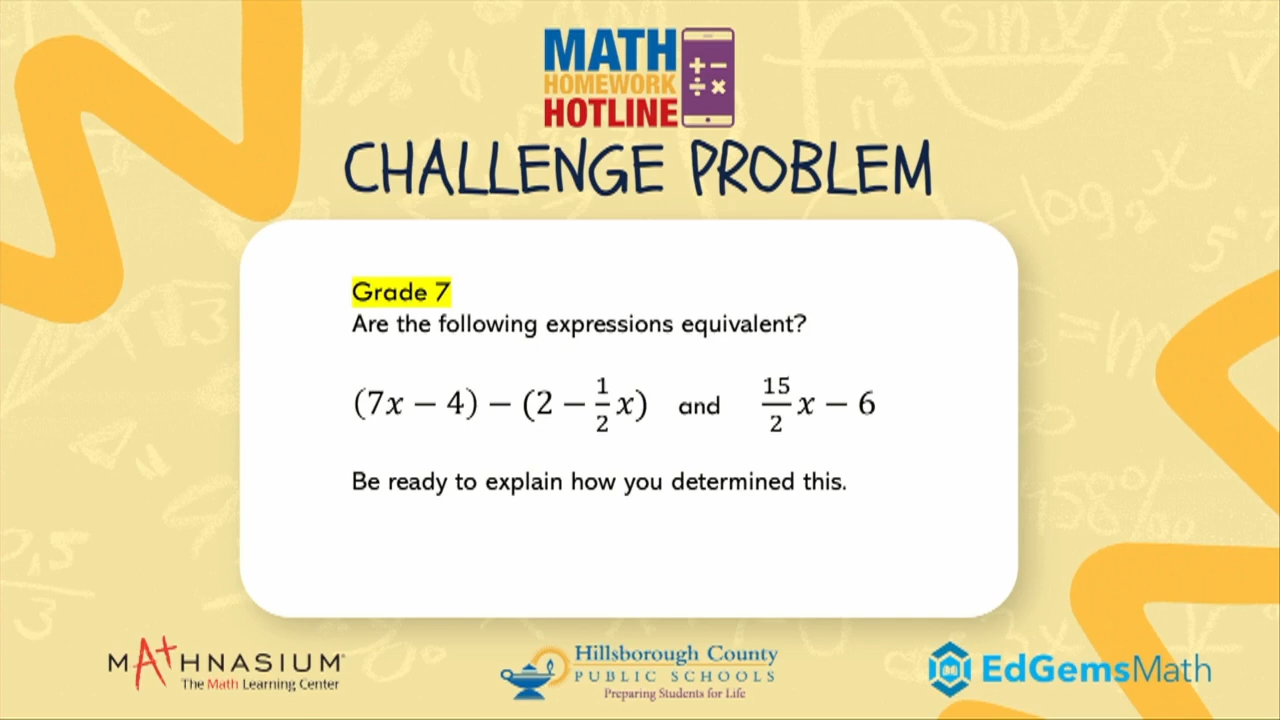 MATH
HOMEWORK
HOTLINE
+ −
÷ ×
CHALLENGE PROBLEM
Grade 7
Are the following expressions equivalent?
(7x − 4) − (2 − 1/2 x) and 15/2 x − 6
Be ready to explain how you determined this.
MATHNASIUM
The Math Learning Center
Hillsborough County
PUBLIC SCHOOLS
Preparing Students for Life
EdGemsMath
sin x
-log₂ x
= m